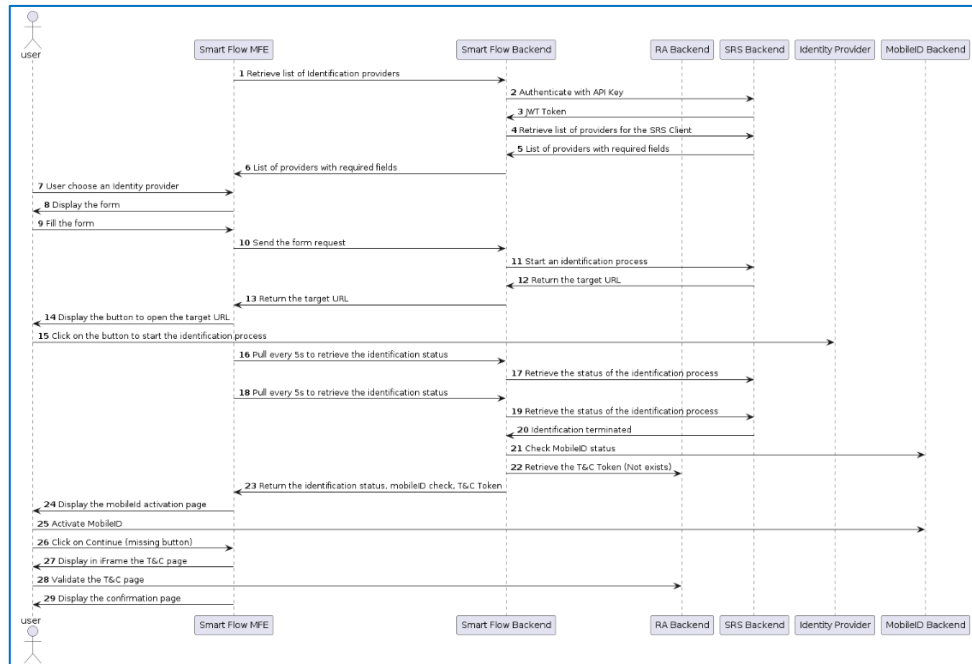 user
Smart Flow MFE
Smart Flow Backend
RA Backend
SRS Backend
Identity Provider
MobileID Backend
1 Retrieve list of Identification providers
2 Authenticate with API Key
3 JWT Token
4 Retrieve list of providers for the SRS Client
5 List of providers with required fields
6 List of providers with required fields
7 User choose an Identity provider
8 Display the form
9 Fill the form
10 Send the form request
11 Start an identification process
12 Return the target URL
13 Return the target URL
14 Display the button to open the target URL
15 Click on the button to start the identification process
16 Pull every 5s to retrieve the identification status
17 Retrieve the status of the identification process
18 Pull every 5s to retrieve the identification status
19 Retrieve the status of the identification process
20 Identification terminated
21 Check MobileID status
22 Retrieve the T&C Token (Not exists)
23 Return the identification status, mobileID check, T&C Token
24 Display the mobileId activation page
25 Activate MobileID
26 Click on Continue (missing button)
27 Display in iFrame the T&C page
28 Validate the T&C page
29 Display the confirmation page
user
Smart Flow MFE
Smart Flow Backend
RA Backend
SRS Backend
Identity Provider
MobileID Backend